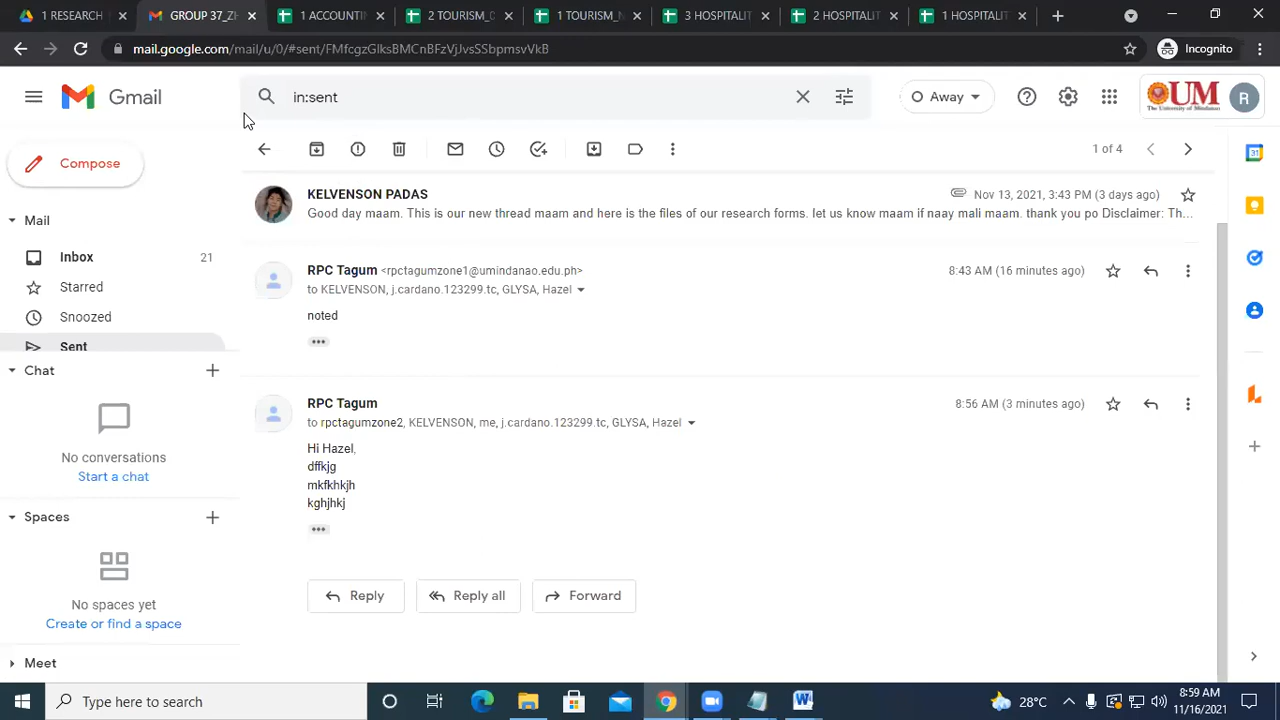 1 RESEARCH
GROUP 37_ZH
1 ACCOUNTIN
2 TOURISM_C
1 TOURISM_N
3 HOSPITALIT
2 HOSPITALIT
1 HOSPITALIT
mail.google.com/mail/u/0/#sent/FMfcgzGlksBMCnBFzVjJvsSSbpmsvVkB
Incognito
Gmail
in:sent
Away
UM
The University of Mindanao
R
Compose
1 of 4
Mail
Inbox 21
Starred
Snoozed
Sent
Chat
No conversations
Start a chat
Spaces
No spaces yet
Create or find a space
Meet
KELVENSON PADAS
Nov 13, 2021, 3:43 PM (3 days ago)
Good day maam. This is our new thread maam and here is the files of our research forms. let us know maam if naay mali maam. thank you po Disclaimer: Th...
RPC Tagum <rpctagumzone1@umindanao.edu.ph>
8:43 AM (16 minutes ago)
to KELVENSON, j.cardano.123299.tc, GLYSA, Hazel
noted
RPC Tagum
8:56 AM (3 minutes ago)
to rpctagumzone2, KELVENSON, me, j.cardano.123299.tc, GLYSA, Hazel
Hi Hazel,
dffkjg
mkfkhkjh
kghjhkj
Reply
Reply all
Forward
Type here to search
28°C
8:59 AM
11/16/2021